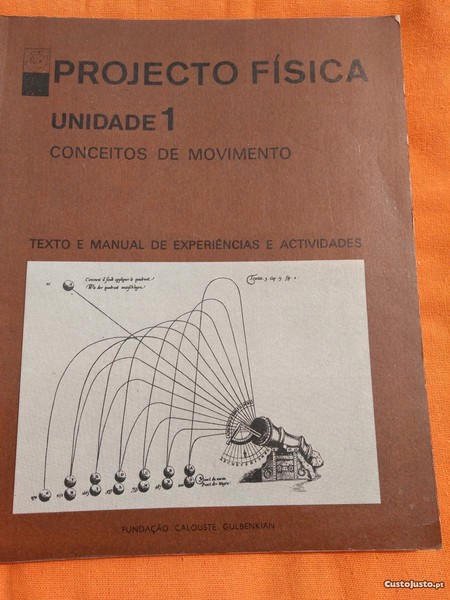 PROJECTO FÍSICA
UNIDADE 1
CONCEITOS DE MOVIMENTO
TEXTO E MANUAL DE EXPERIÊNCIAS E ACTIVIDADES
FUNDAÇÃO CALOUSTE GULBENKIAN
CustoJusto.pt